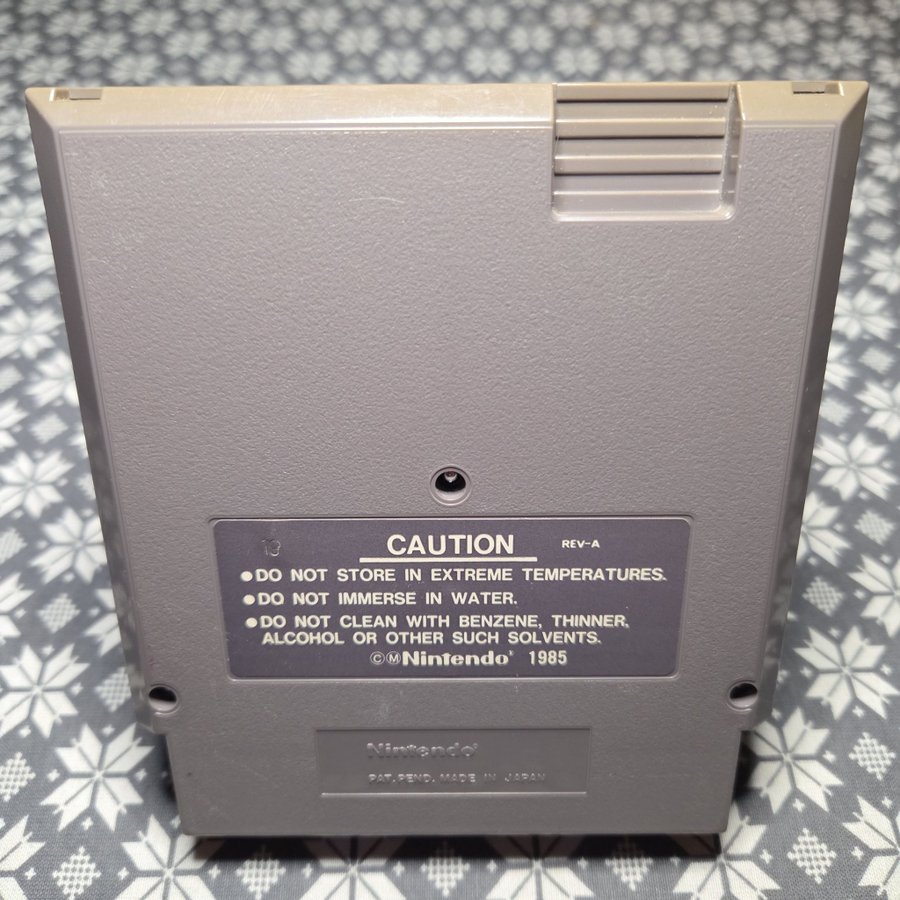 CAUTION REV-A
●DO NOT STORE IN EXTREME TEMPERATURES.
●DO NOT IMMERSE IN WATER.
●DO NOT CLEAN WITH BENZENE, THINNER,
ALCOHOL OR OTHER SUCH SOLVENTS.
©Ⓜ Nintendo® 1985
Nintendo®
PAT. PEND. MADE IN JAPAN